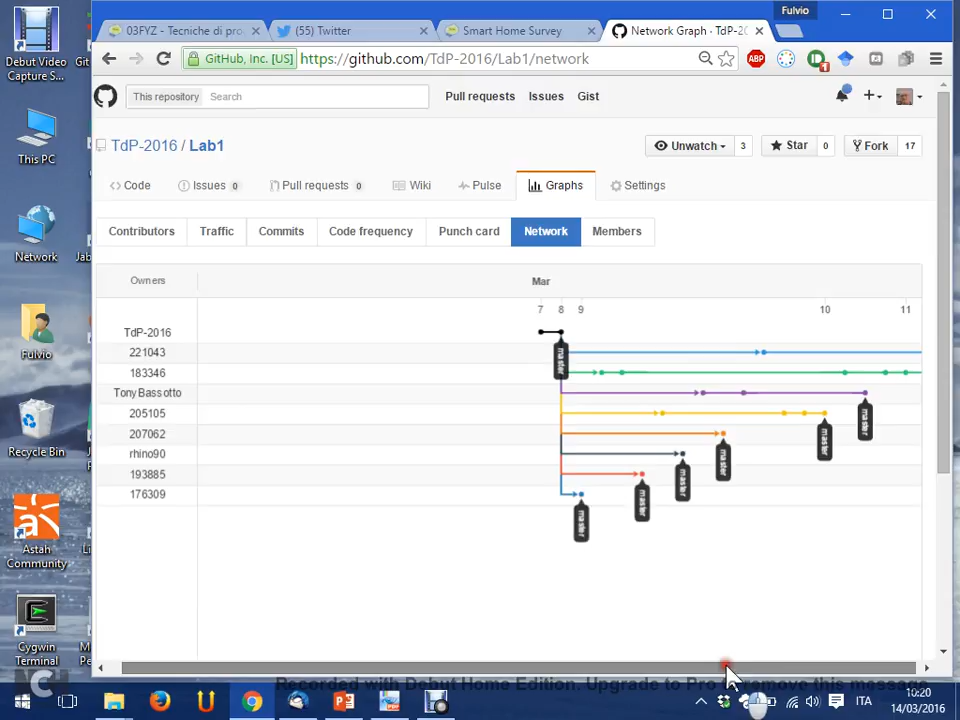 Fulvio
03FYZ - Tecniche di pro
(55) Twitter
Smart Home Survey
Network Graph · TdP-20
GitHub, Inc. [US]
https://github.com/TdP-2016/Lab1/network
ABP
This repository
Search
Pull requests
Issues
Gist
TdP-2016 / Lab1
Unwatch
3
Star
0
Fork
17
Code
Issues 0
Pull requests 0
Wiki
Pulse
Graphs
Settings
Contributors
Traffic
Commits
Code frequency
Punch card
Network
Members
Owners
Mar
7
8
9
10
11
TdP-2016
221043
183346
TonyBassotto
205105
207062
rhino90
193885
176309
master
master
master
master
master
master
master
master
Debut Video
Capture S...
This PC
Network
Fulvio
Recycle Bin
Astah
Community
Cygwin
Terminal
Recorded with Debut Home Edition. Upgrade to Pro to remove this message
ITA
10:20
14/03/2016